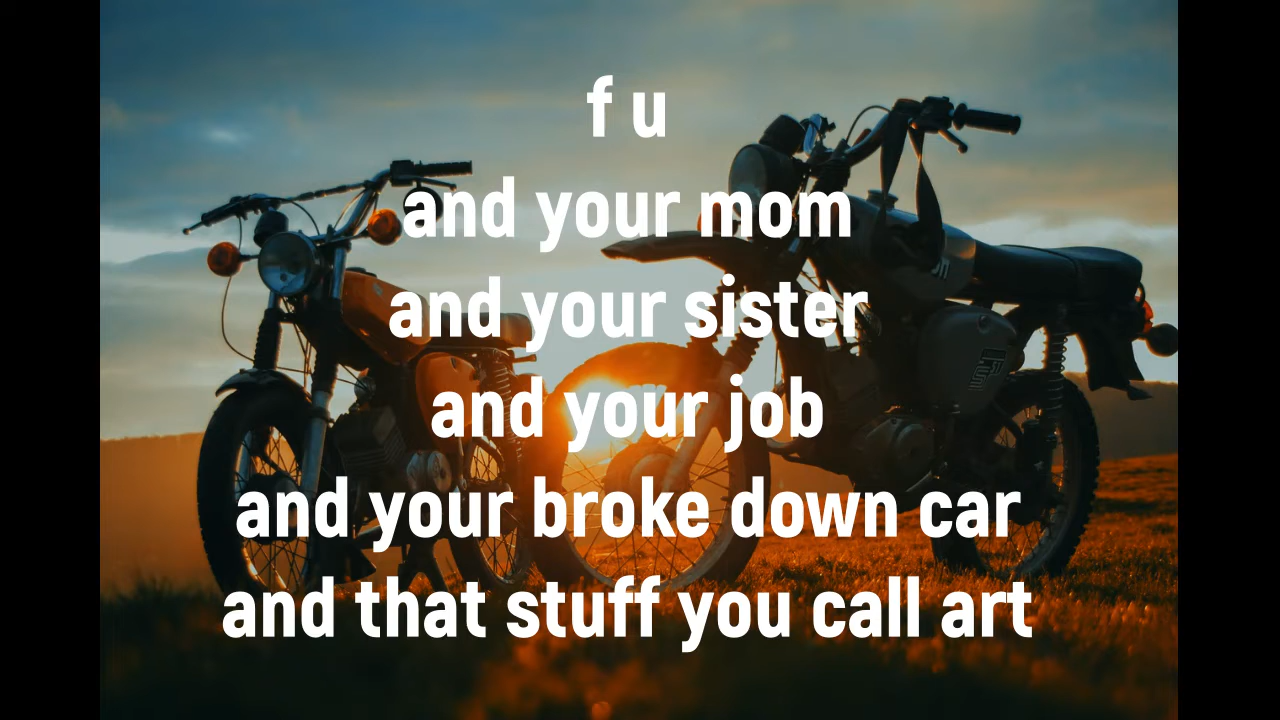 f u
and your mom
and your sister
and your job
and your broke down car
and that stuff you call art